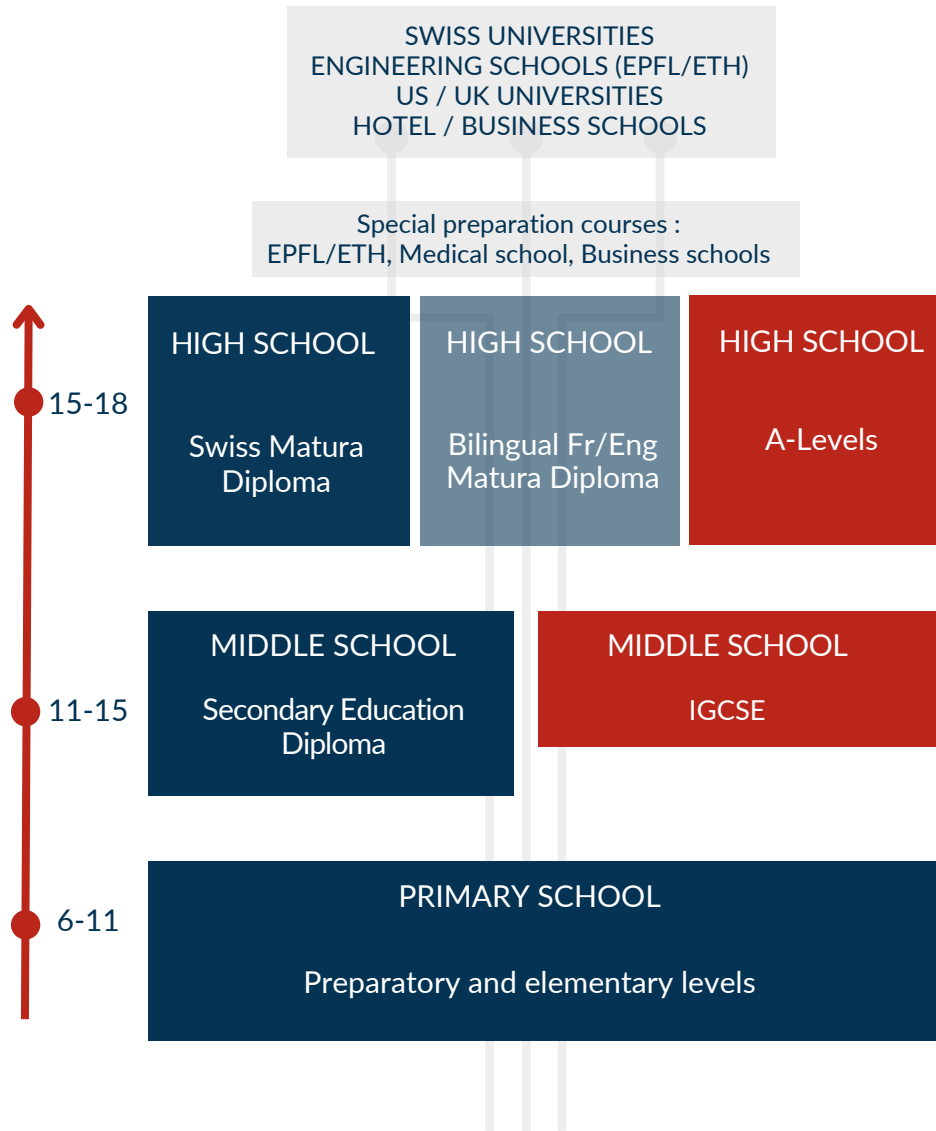 SWISS UNIVERSITIES
ENGINEERING SCHOOLS (EPFL/ETH)
US / UK UNIVERSITIES
HOTEL / BUSINESS SCHOOLS
Special preparation courses :
EPFL/ETH, Medical school, Business schools
15-18
HIGH SCHOOL
Swiss Matura
Diploma
HIGH SCHOOL
Bilingual Fr/Eng
Matura Diploma
HIGH SCHOOL
A-Levels
11-15
MIDDLE SCHOOL
Secondary Education
Diploma
MIDDLE SCHOOL
IGCSE
6-11
PRIMARY SCHOOL
Preparatory and elementary levels